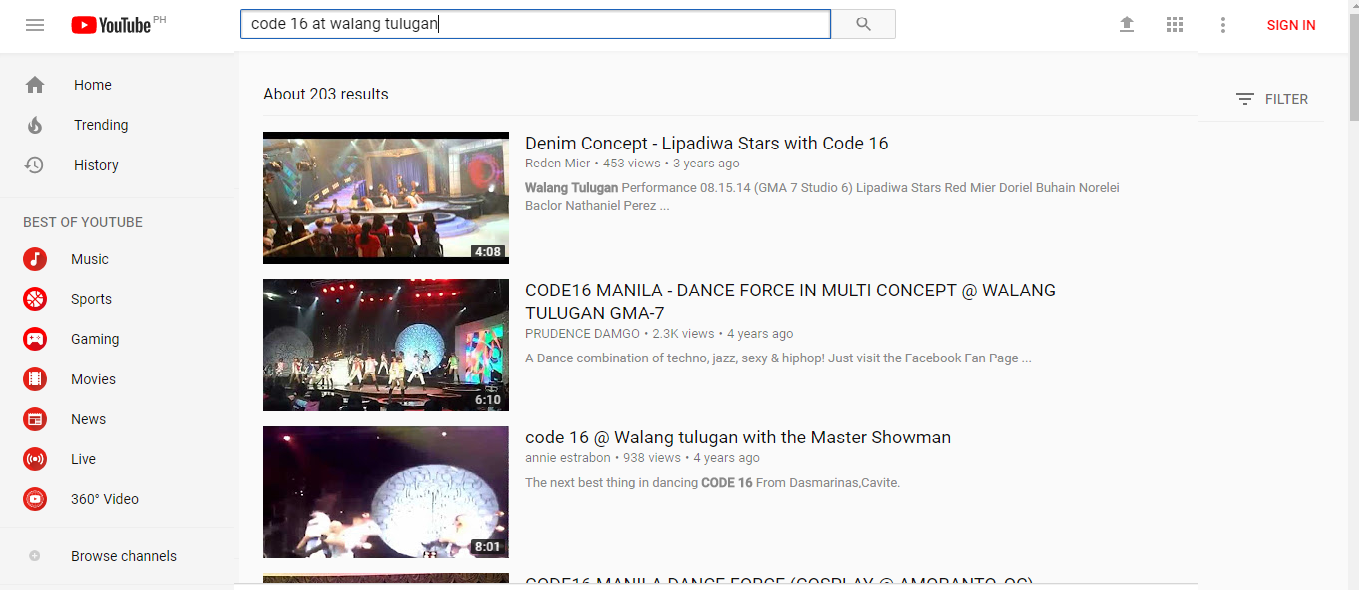 YouTube PH
code 16 at walang tulugan
SIGN IN
Home
Trending
History
BEST OF YOUTUBE
Music
Sports
Gaming
Movies
News
Live
360° Video
Browse channels
About 203 results
FILTER
4:08
Denim Concept - Lipadiwa Stars with Code 16
Reden Mier • 453 views • 3 years ago
Walang Tulugan Performance 08.15.14 (GMA 7 Studio 6) Lipadiwa Stars Red Mier Doriel Buhain Norelei
Baclor Nathaniel Perez ...
6:10
CODE16 MANILA - DANCE FORCE IN MULTI CONCEPT @ WALANG
TULUGAN GMA-7
PRUDENCE DAMGO • 2.3K views • 4 years ago
A Dance combination of techno, jazz, sexy & hiphop! Just visit the Facebook Fan Page ...
8:01
code 16 @ Walang tulugan with the Master Showman
annie estrabon • 938 views • 4 years ago
The next best thing in dancing CODE 16 From Dasmarinas,Cavite.
CODE16 MANILA DANCE FORCE (COSPLAY @ AMORANTO, QC)